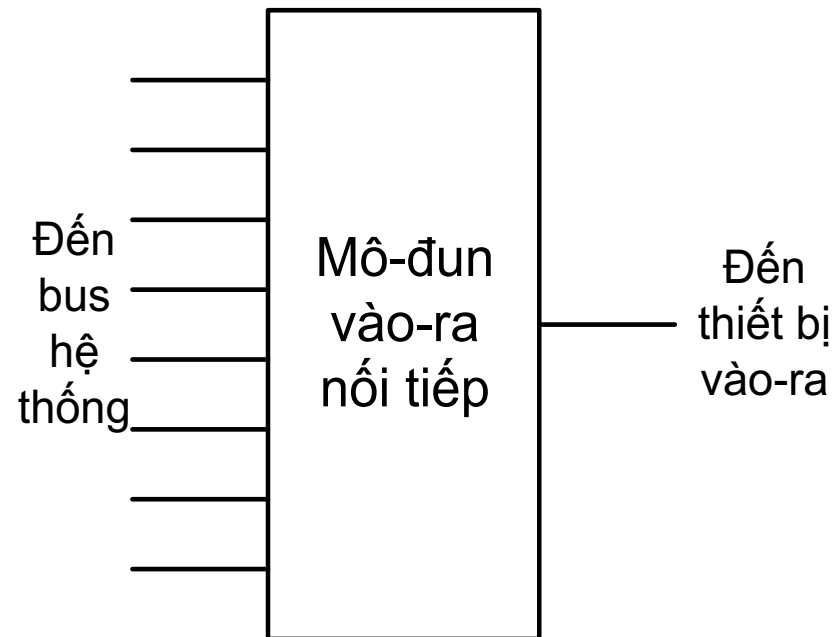 Đến
bus
hệ
thống
Mô-đun
vào-ra
nối tiếp
Đến
thiết bị
vào-ra